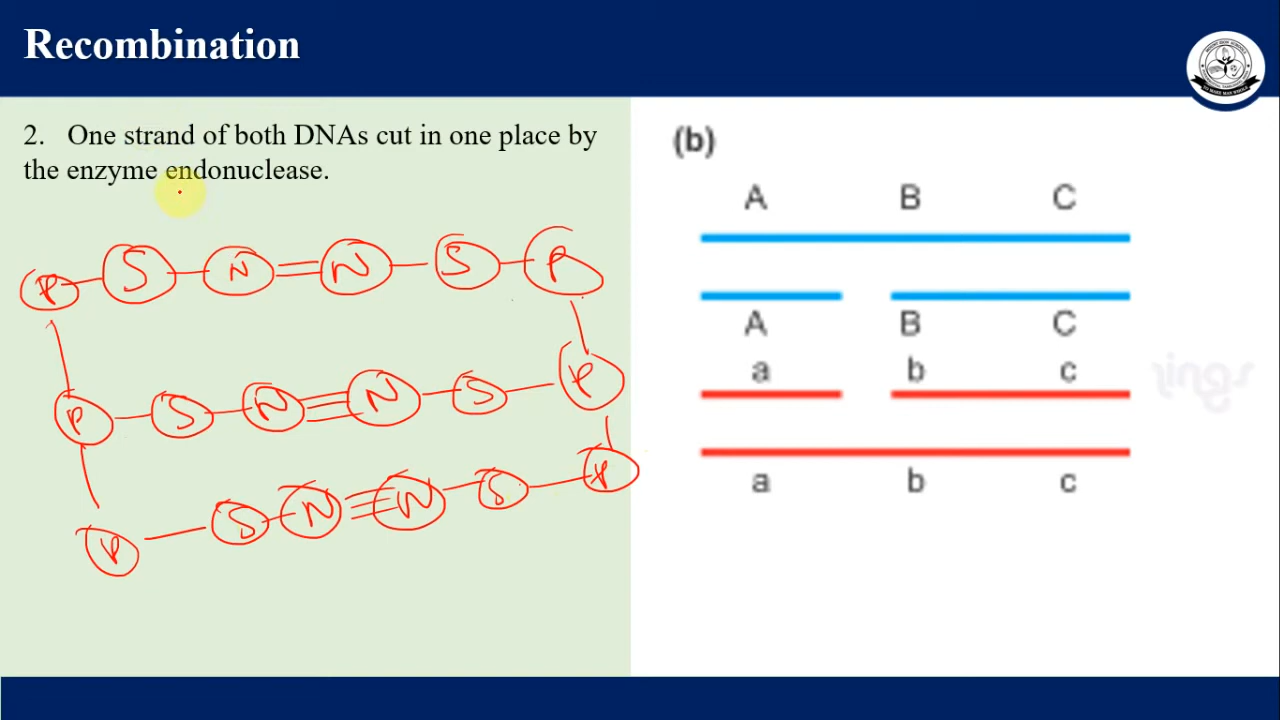 Recombination
2. One strand of both DNAs cut in one place by
the enzyme endonuclease.
(b)
A B C
A B C
a b c
a b c
P S N N S P
P S N N S P
P S N N S P